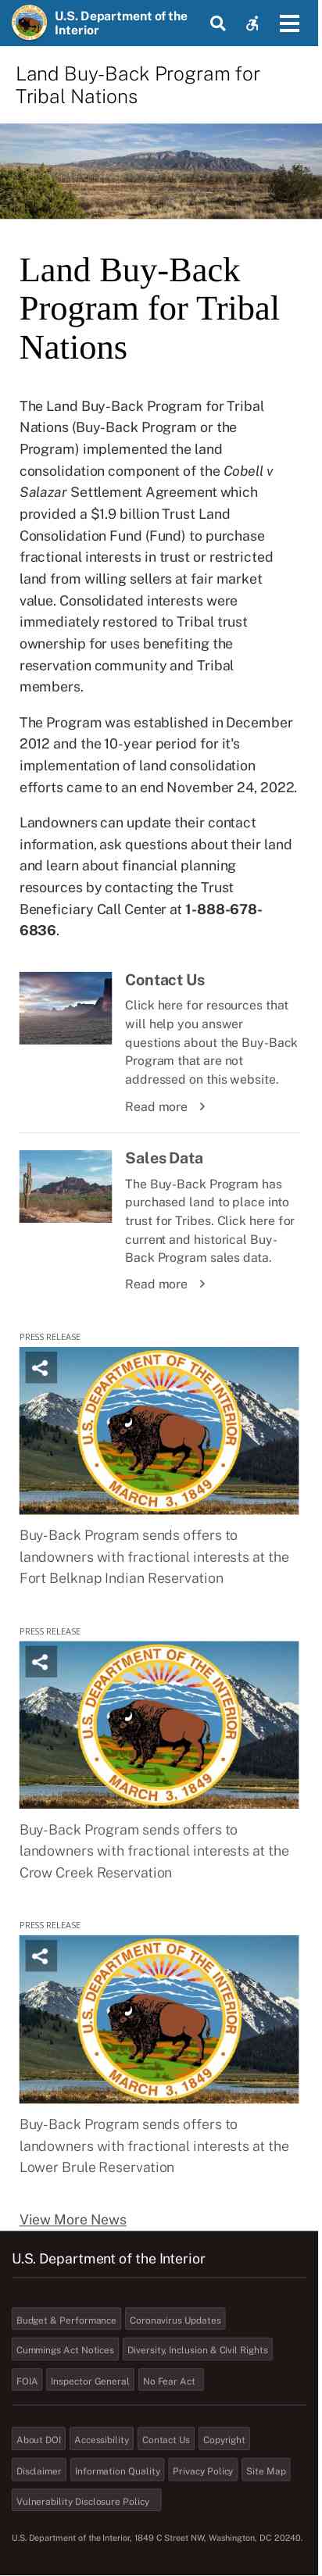 U.S. Department of the
Interior
Land Buy-Back Program for
Tribal Nations
Land Buy-Back
Program for Tribal
Nations
The Land Buy-Back Program for Tribal
Nations (Buy-Back Program or the
Program) implemented the land
consolidation component of the Cobell v
Salazar Settlement Agreement which
provided a $1.9 billion Trust Land
Consolidation Fund (Fund) to purchase
fractional interests in trust or restricted
land from willing sellers at fair market
value. Consolidated interests were
immediately restored to Tribal trust
ownership for uses benefiting the
reservation community and Tribal
members.
The Program was established in December
2012 and the 10-year period for it's
implementation of land consolidation
efforts came to an end November 24, 2022.
Landowners can update their contact
information, ask questions about their land
and learn about financial planning
resources by contacting the Trust
Beneficiary Call Center at 1-888-678-
6836.
Contact Us
Click here for resources that
will help you answer
questions about the Buy-Back
Program that are not
addressed on this website.
Read more
Sales Data
The Buy-Back Program has
purchased land to place into
trust for Tribes. Click here for
current and historical Buy-
Back Program sales data.
Read more
PRESS RELEASE
U.S. DEPARTMENT OF THE INTERIOR
MARCH 3, 1849
Buy-Back Program sends offers to
landowners with fractional interests at the
Fort Belknap Indian Reservation
PRESS RELEASE
U.S. DEPARTMENT OF THE INTERIOR
MARCH 3, 1849
Buy-Back Program sends offers to
landowners with fractional interests at the
Crow Creek Reservation
PRESS RELEASE
U.S. DEPARTMENT OF THE INTERIOR
MARCH 3, 1849
Buy-Back Program sends offers to
landowners with fractional interests at the
Lower Brule Reservation
View More News
U.S. Department of the Interior
Budget & Performance Coronavirus Updates
Cummings Act Notices Diversity, Inclusion & Civil Rights
FOIA Inspector General No Fear Act
About DOI Accessibility Contact Us Copyright
Disclaimer Information Quality Privacy Policy Site Map
Vulnerability Disclosure Policy
U.S. Department of the Interior, 1849 C Street NW, Washington, DC 20240.